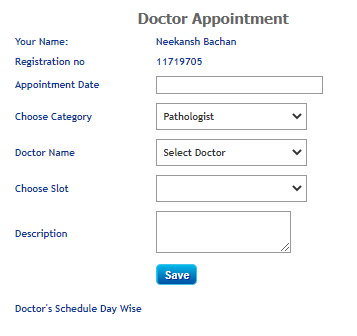 Doctor Appointment
Your Name: Neekansh Bachan
Registration no 11719705
Appointment Date
Choose Category Pathologist
Doctor Name Select Doctor
Choose Slot
Description
Save
Doctor's Schedule Day Wise